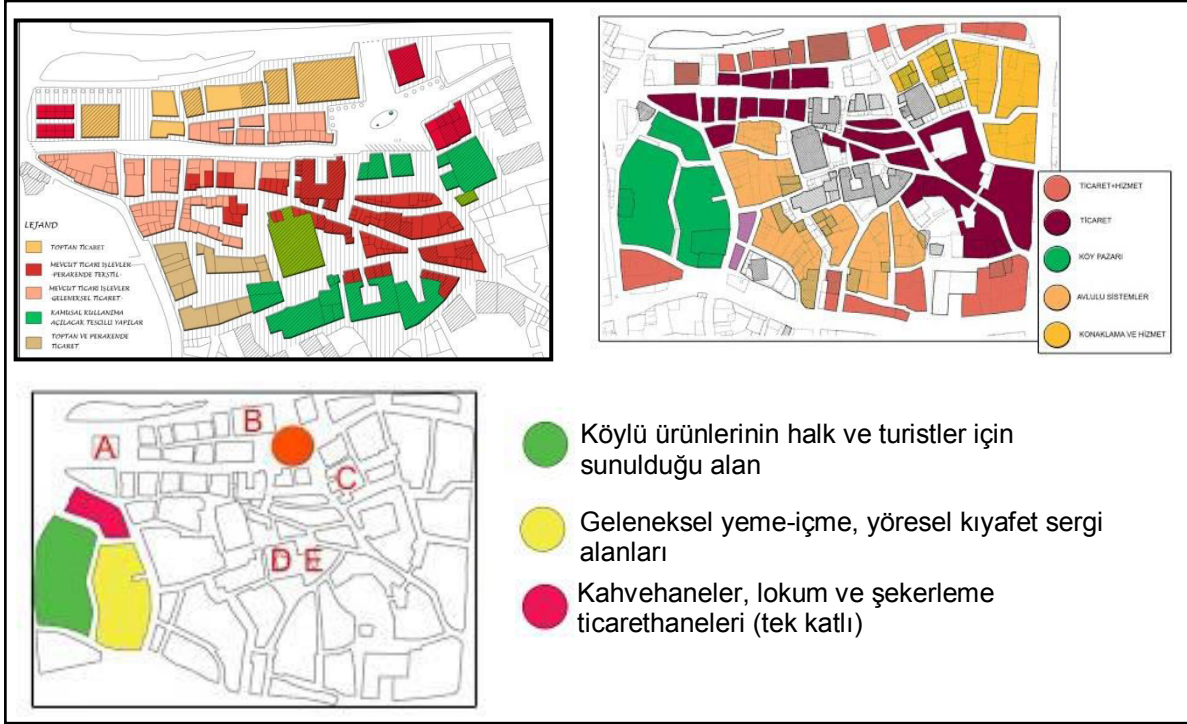 LEJAND
TOPTAN TİCARET
MEVCUT TİCARİ İŞLEVLER
-PERAKENDE TEKSTİL-
MEVCUT TİCARİ İŞLEVLER
-GELENEKSEL TİCARET-
KAMUSAL KULLANIMA
AÇILACAK TESCİLLİ YAPILAR
TOPTAN VE PERAKENDE
TİCARET
TİCARET+HİZMET
TİCARET
KÖY PAZARI
AVLULU SİSTEMLER
KONAKLAMA VE HİZMET
A
B
C
D E
Köylü ürünlerinin halk ve turistler için
sunulduğu alan
Geleneksel yeme-içme, yöresel kıyafet sergi
alanları
Kahvehaneler, lokum ve şekerleme
ticarethaneleri (tek katlı)